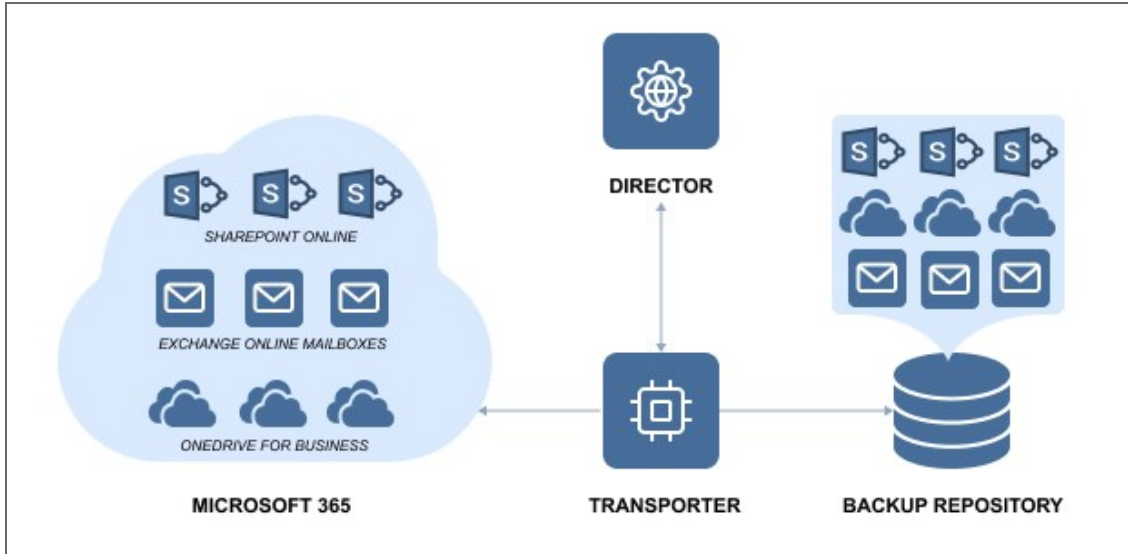 DIRECTOR
S S S
SHAREPOINT ONLINE
EXCHANGE ONLINE MAILBOXES
ONEDRIVE FOR BUSINESS
S S S
MICROSOFT 365
TRANSPORTER
BACKUP REPOSITORY